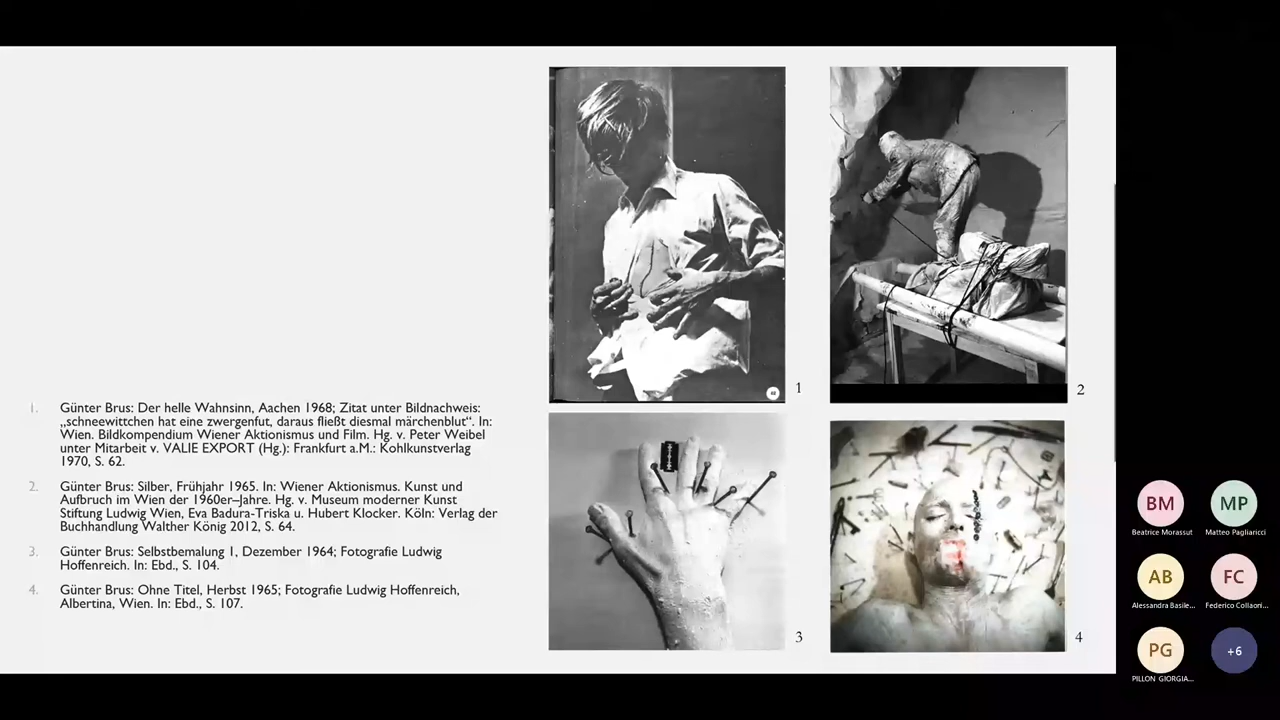 1. Günter Brus: Der helle Wahnsinn, Aachen 1968; Zitat unter Bildnachweis:
„schneewittchen hat eine zwergenfut, daraus fließt diesmal märchenblut“. In:
Wien. Bildkompendium Wiener Aktionismus und Film. Hg. v. Peter Weibel
unter Mitarbeit v. VALIE EXPORT (Hg.): Frankfurt a.M.: Kohlkunstverlag
1970, S. 62.
2. Günter Brus: Silber, Frühjahr 1965. In: Wiener Aktionismus. Kunst und
Aufbruch im Wien der 1960er–Jahre. Hg. v. Museum moderner Kunst
Stiftung Ludwig Wien, Eva Badura-Triska u. Hubert Klocker. Köln: Verlag der
Buchhandlung Walther König 2012, S. 64.
3. Günter Brus: Selbstbemalung 1, Dezember 1964; Fotografie Ludwig
Hoffenreich. In: Ebd., S. 104.
4. Günter Brus: Ohne Titel, Herbst 1965; Fotografie Ludwig Hoffenreich,
Albertina, Wien. In: Ebd., S. 107.
1
2
3
4
BM
Beatrice Morassut
MP
Matteo Pagliaricci
AB
Alessandra Basile...
FC
Federico Collaoni...
PG
PILLON GIORGIA...
+6